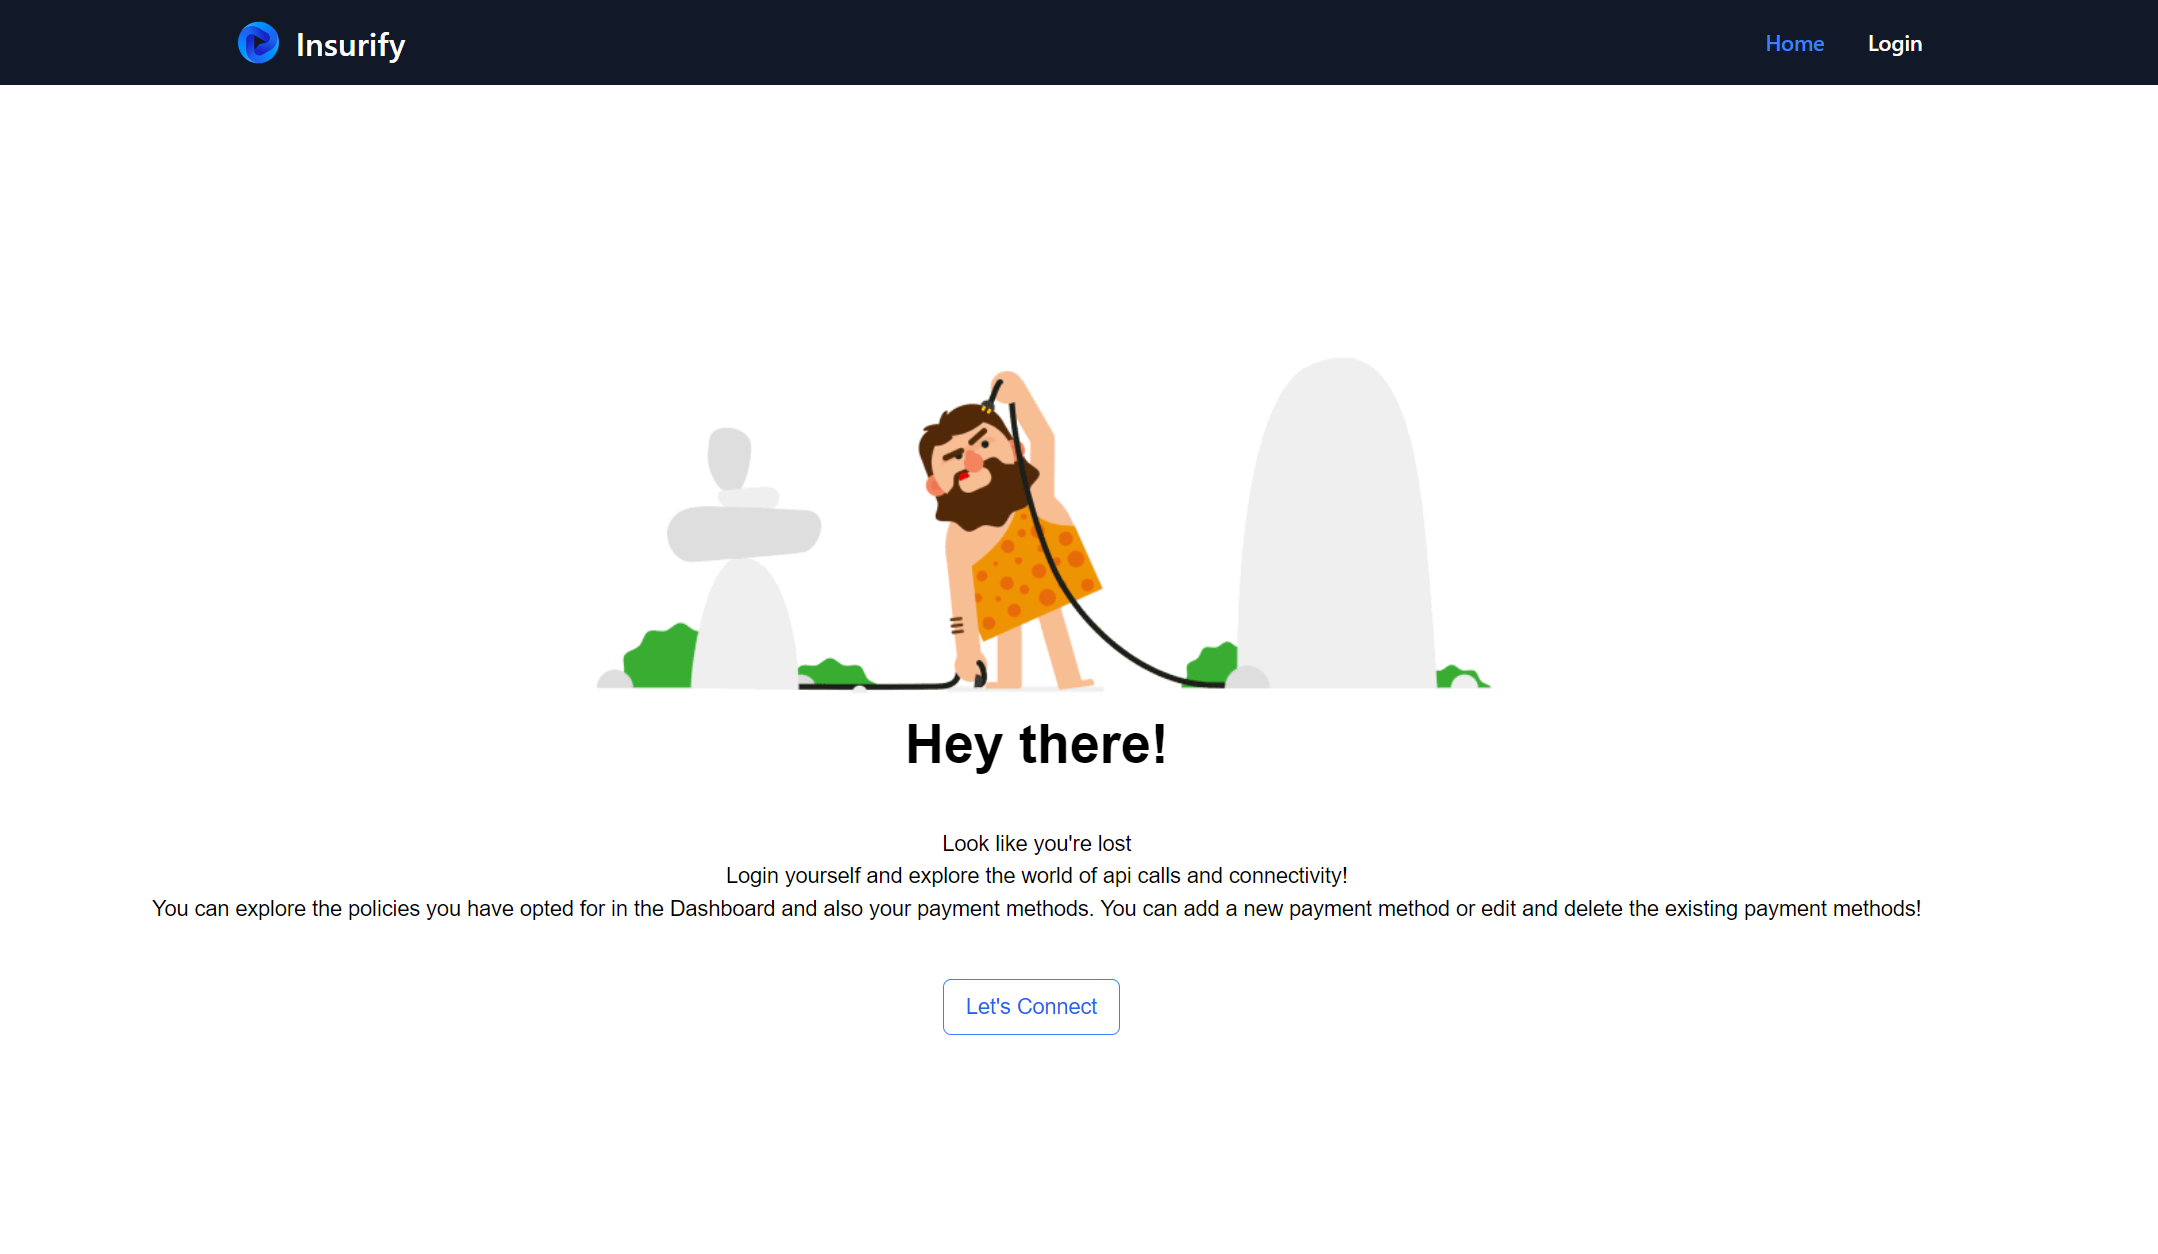 Insurify
Home
Login
Hey there!
Look like you're lost
Login yourself and explore the world of api calls and connectivity!
You can explore the policies you have opted for in the Dashboard and also your payment methods. You can add a new payment method or edit and delete the existing payment methods!
Let's Connect